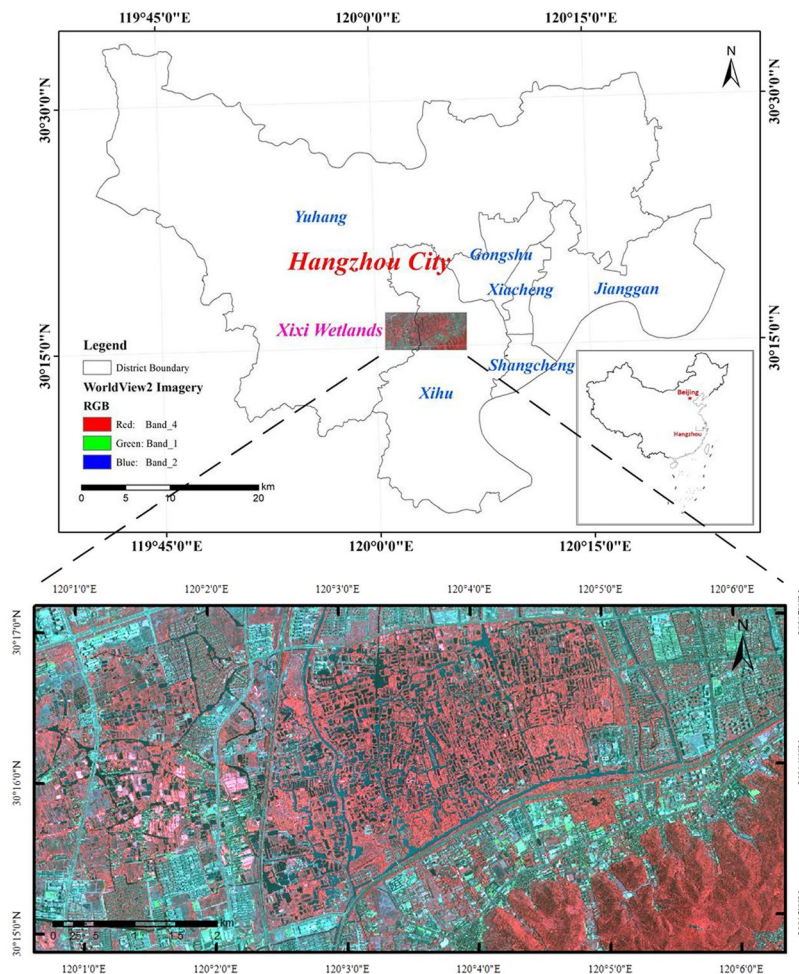 119°45'0"E 120°0'0"E 120°15'0"E
N
30°30'0"N 30°30'0"N
Yuhang
Gongshu
Hangzhou City
Xiacheng Jianggan
Xixi Wetlands
30°15'0"N 30°15'0"N
Legend
District Boundary
Shangcheng
WorldView2 Imagery
Xihu
Beijing
RGB
Red: Band_4
Hangzhou
Green: Band_1
Blue: Band_2
km
0 5 10 20
119°45'0"E 120°0'0"E 120°15'0"E
120°1'0"E 120°2'0"E 120°3'0"E 120°4'0"E 120°5'0"E 120°6'0"E
30°17'0"N
N
30°16'0"N
30°15'0"N
km
1 2
120°1'0"E 120°2'0"E 120°3'0"E 120°4'0"E 120°5'0"E 120°6'0"E